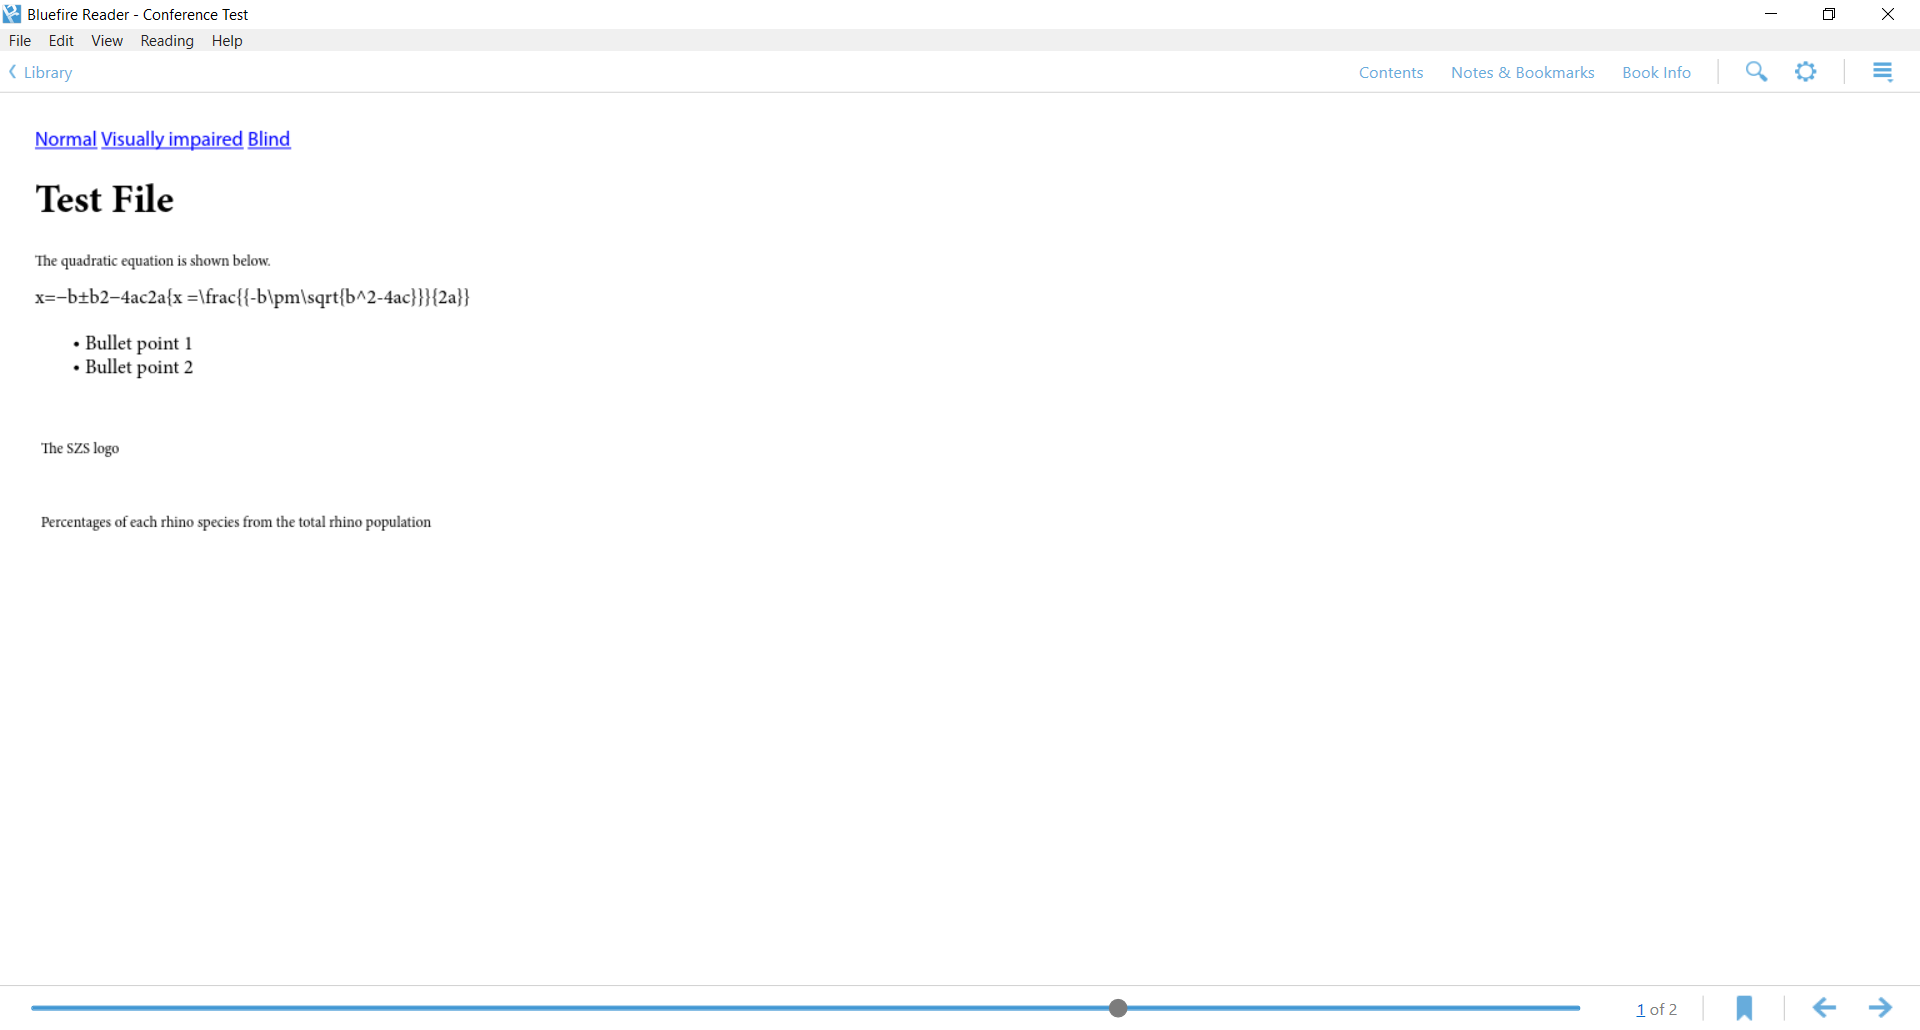 Bluefire Reader - Conference Test
File Edit View Reading Help
Library Contents Notes & Bookmarks Book Info
Normal Visually impaired Blind
Test File
The quadratic equation is shown below.
x=−b±b2−4ac2a{x =\frac{{-b\pm\sqrt{b^2-4ac}}}{2a}}
• Bullet point 1
• Bullet point 2
The SZS logo
Percentages of each rhino species from the total rhino population
1 of 2